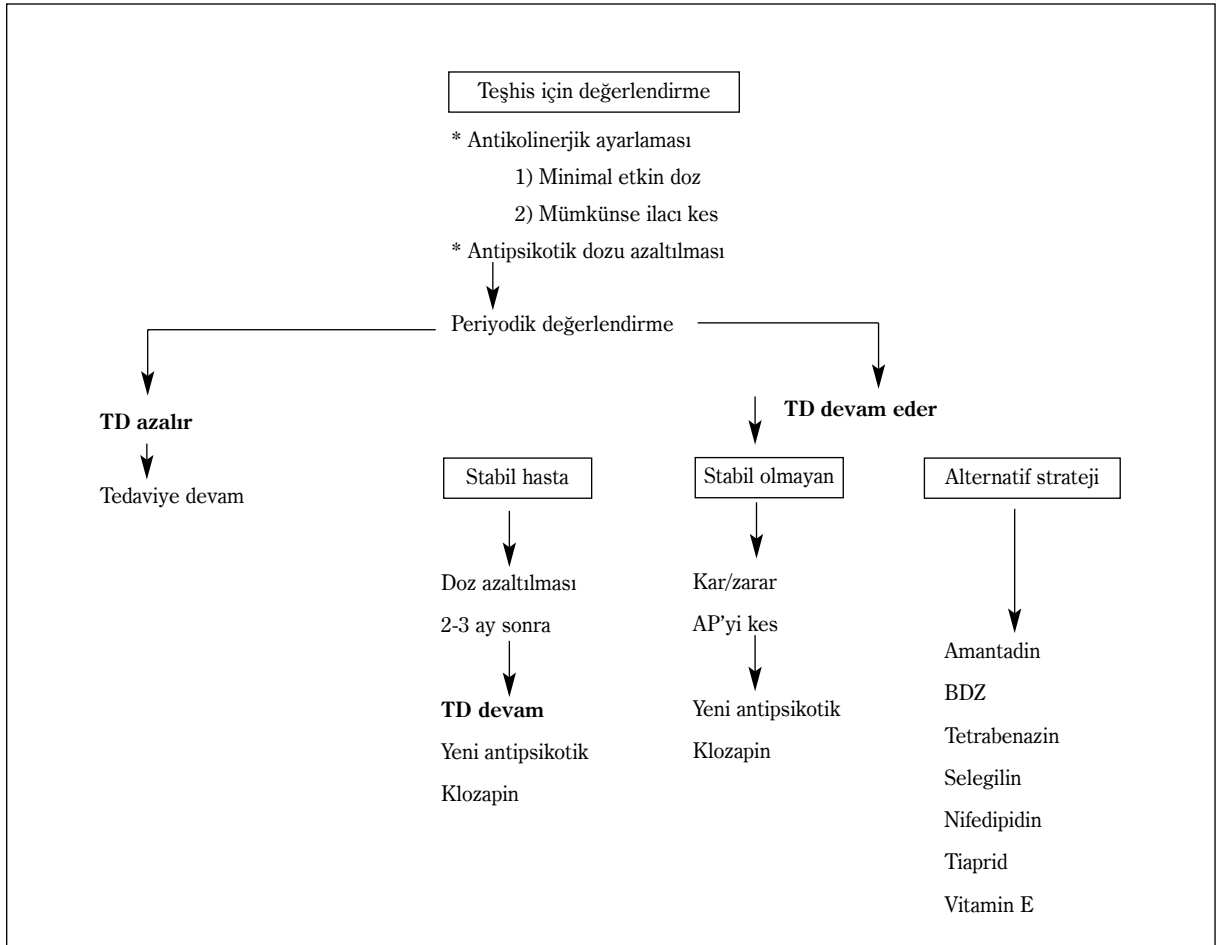 Teşhis için değerlendirme
* Antikolinerjik ayarlaması
1) Minimal etkin doz
2) Mümkünse ilacı kes
* Antipsikotik dozu azaltılması
Periyodik değerlendirme
TD azalır
Tedaviye devam
TD devam eder
Stabil hasta
Doz azaltılması
2-3 ay sonra
TD devam
Yeni antipsikotik
Klozapin
Stabil olmayan
Kar/zarar
AP'yi kes
Yeni antipsikotik
Klozapin
Alternatif strateji
Amantadin
BDZ
Tetrabenazin
Selegilin
Nifedipidin
Tiaprid
Vitamin E